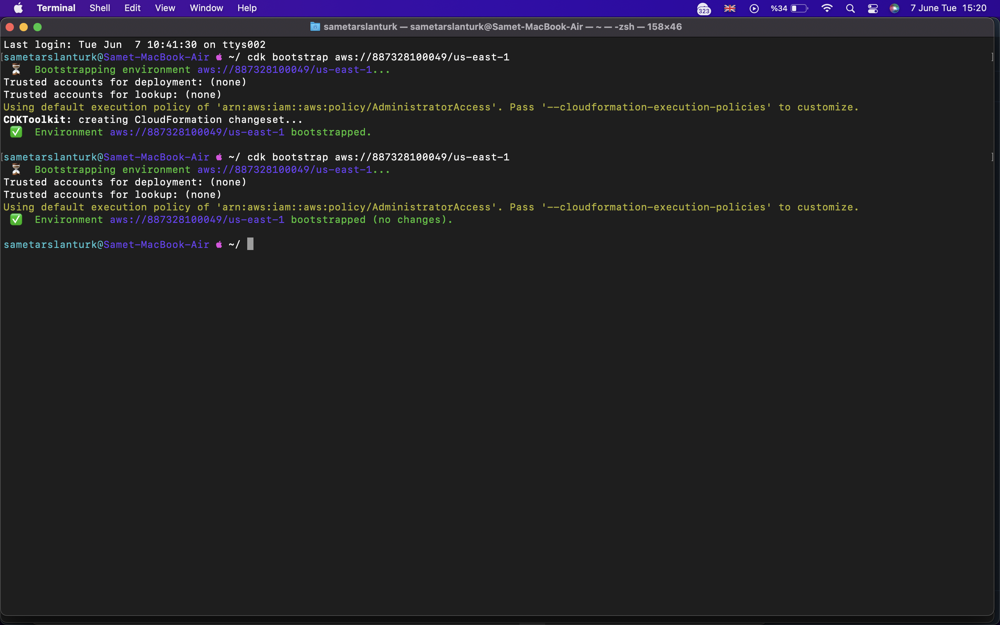 Terminal Shell Edit View Window Help 323 %34 7 June Tue 15:20
sametarslanturk — sametarslanturk@Samet-MacBook-Air — ~ — -zsh — 158×46
Last login: Tue Jun  7 10:41:30 on ttys002
[sametarslanturk@Samet-MacBook-Air ~/ cdk bootstrap aws://887328100049/us-east-1 ]
⏳ Bootstrapping environment aws://887328100049/us-east-1...
Trusted accounts for deployment: (none)
Trusted accounts for lookup: (none)
Using default execution policy of 'arn:aws:iam::aws:policy/AdministratorAccess'. Pass '--cloudformation-execution-policies' to customize.
CDKToolkit: creating CloudFormation changeset...
✅ Environment aws://887328100049/us-east-1 bootstrapped.
[sametarslanturk@Samet-MacBook-Air ~/ cdk bootstrap aws://887328100049/us-east-1 ]
⏳ Bootstrapping environment aws://887328100049/us-east-1...
Trusted accounts for deployment: (none)
Trusted accounts for lookup: (none)
Using default execution policy of 'arn:aws:iam::aws:policy/AdministratorAccess'. Pass '--cloudformation-execution-policies' to customize.
✅ Environment aws://887328100049/us-east-1 bootstrapped (no changes).
sametarslanturk@Samet-MacBook-Air ~/